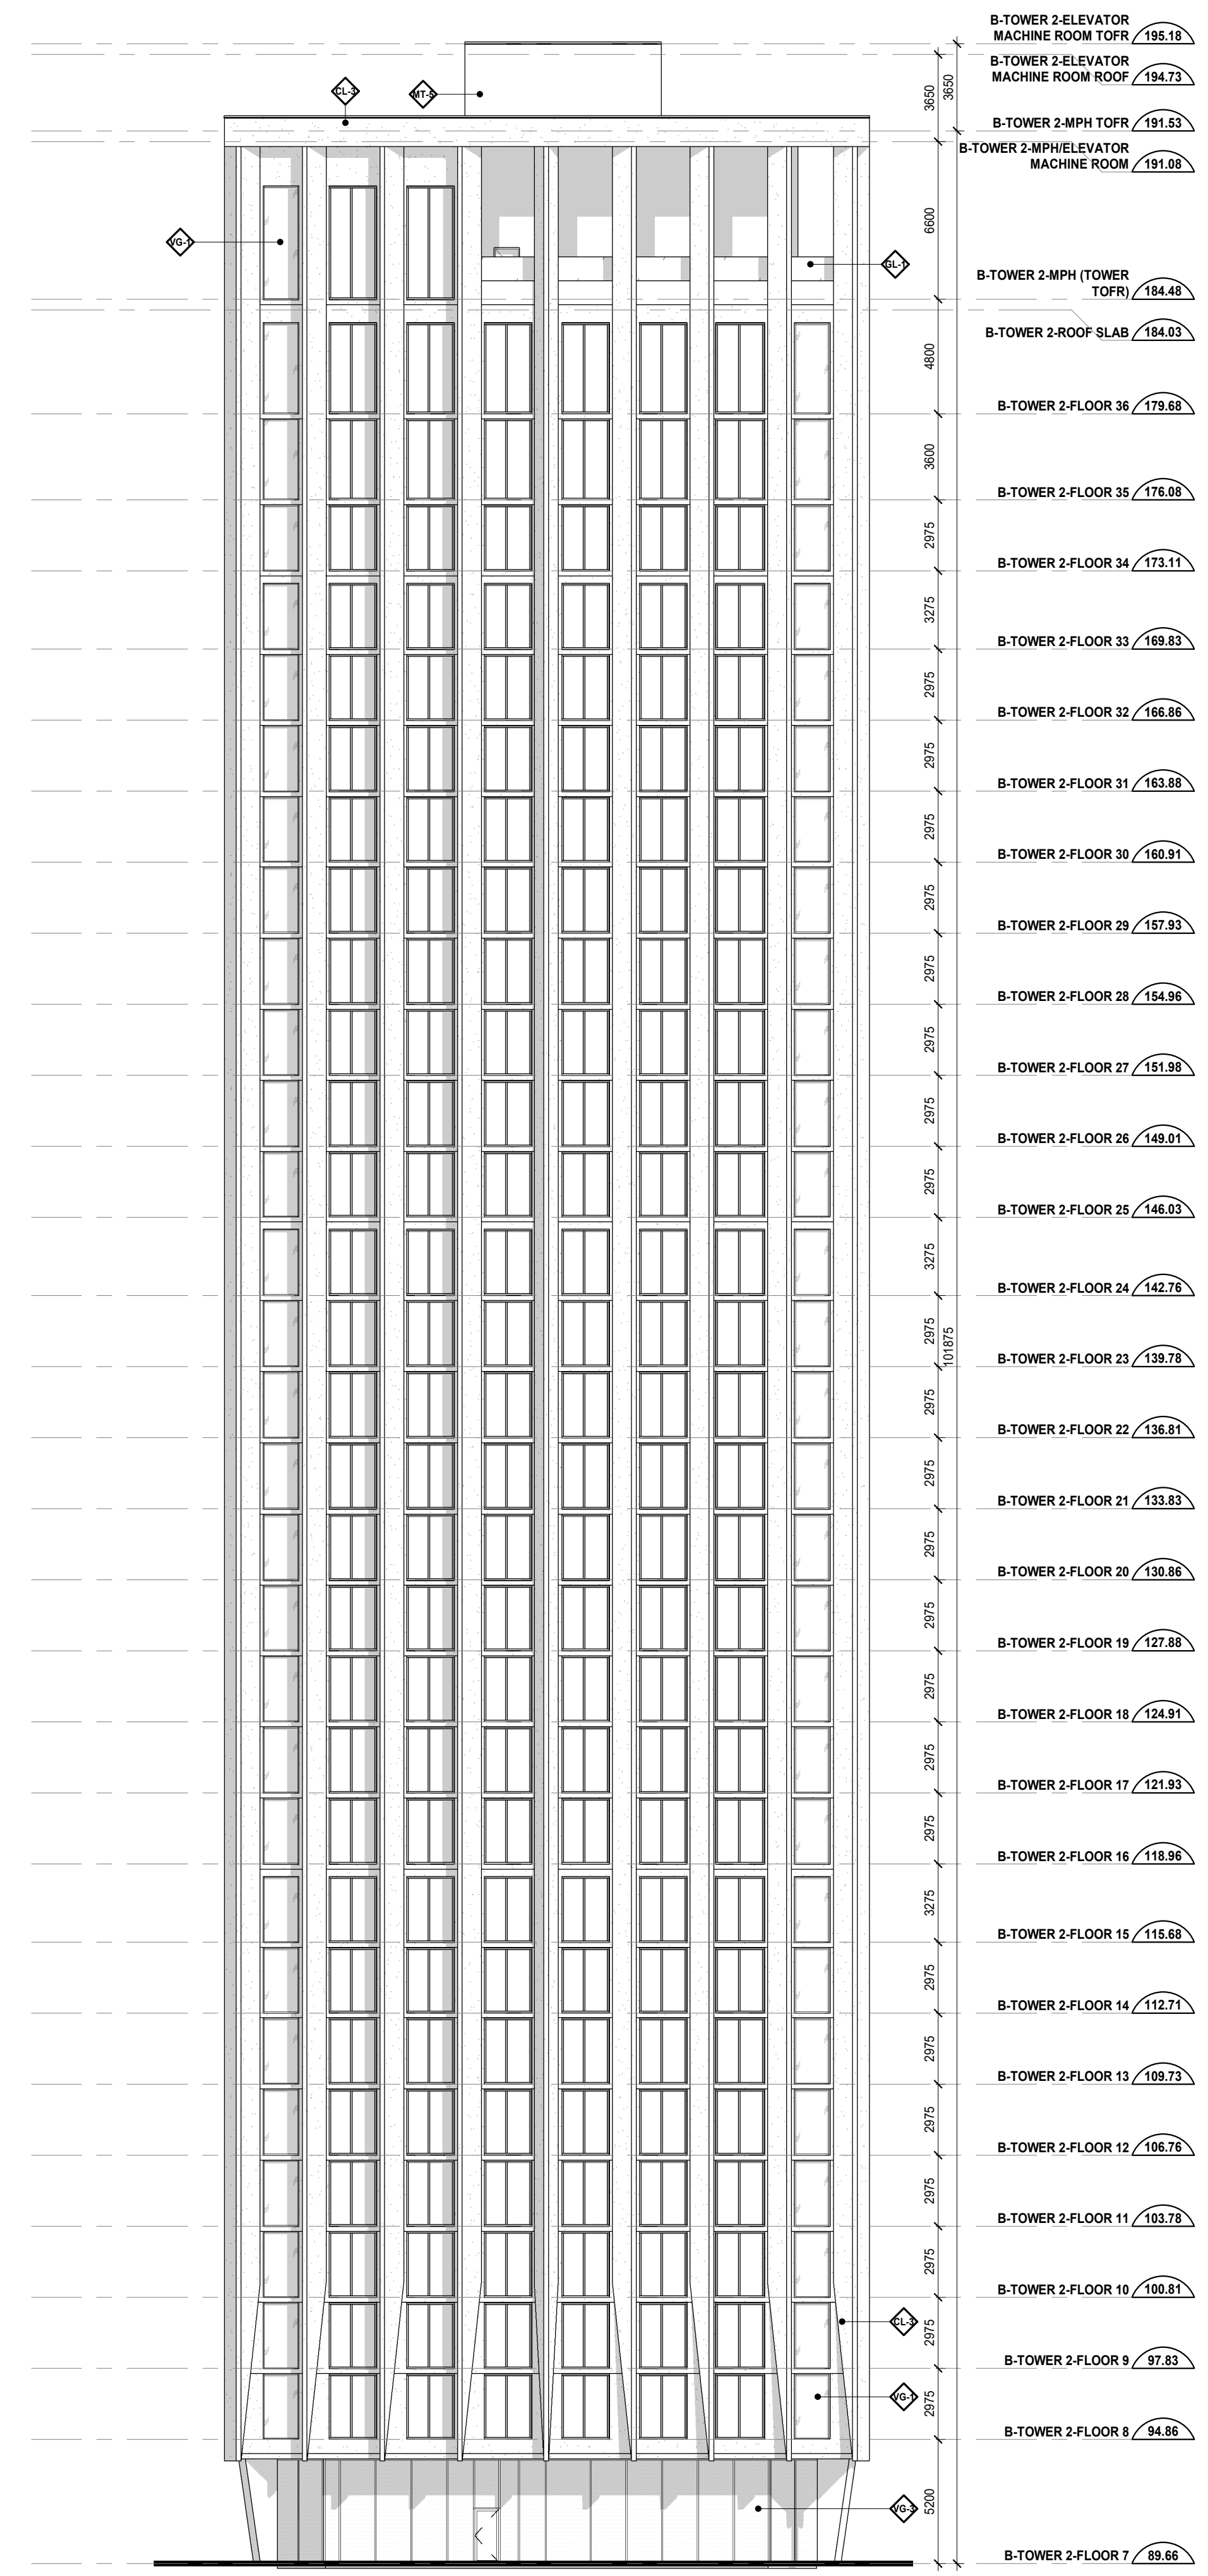 B-TOWER 2-ELEVATOR
MACHINE ROOM TOFR 195.18
B-TOWER 2-ELEVATOR
MACHINE ROOM ROOF 194.73
3650
3650
CL-3
MT-5
B-TOWER 2-MPH TOFR 191.53
B-TOWER 2-MPH/ELEVATOR
MACHINE ROOM 191.08
6600
VG-1
GL-1
B-TOWER 2-MPH (TOWER
TOFR) 184.48
B-TOWER 2-ROOF SLAB 184.03
4800
B-TOWER 2-FLOOR 36 179.68
3600
B-TOWER 2-FLOOR 35 176.08
2975
B-TOWER 2-FLOOR 34 173.11
3275
B-TOWER 2-FLOOR 33 169.83
2975
B-TOWER 2-FLOOR 32 166.86
2975
B-TOWER 2-FLOOR 31 163.88
2975
B-TOWER 2-FLOOR 30 160.91
2975
B-TOWER 2-FLOOR 29 157.93
2975
B-TOWER 2-FLOOR 28 154.96
2975
B-TOWER 2-FLOOR 27 151.98
2975
B-TOWER 2-FLOOR 26 149.01
2975
B-TOWER 2-FLOOR 25 146.03
3275
B-TOWER 2-FLOOR 24 142.76
2975
101875
B-TOWER 2-FLOOR 23 139.78
2975
B-TOWER 2-FLOOR 22 136.81
2975
B-TOWER 2-FLOOR 21 133.83
2975
B-TOWER 2-FLOOR 20 130.86
2975
B-TOWER 2-FLOOR 19 127.88
2975
B-TOWER 2-FLOOR 18 124.91
2975
B-TOWER 2-FLOOR 17 121.93
2975
B-TOWER 2-FLOOR 16 118.96
3275
B-TOWER 2-FLOOR 15 115.68
2975
B-TOWER 2-FLOOR 14 112.71
2975
B-TOWER 2-FLOOR 13 109.73
2975
B-TOWER 2-FLOOR 12 106.76
2975
B-TOWER 2-FLOOR 11 103.78
2975
B-TOWER 2-FLOOR 10 100.81
CL-3
2975
B-TOWER 2-FLOOR 9 97.83
VG-1
2975
B-TOWER 2-FLOOR 8 94.86
VG-3
5200
B-TOWER 2-FLOOR 7 89.66